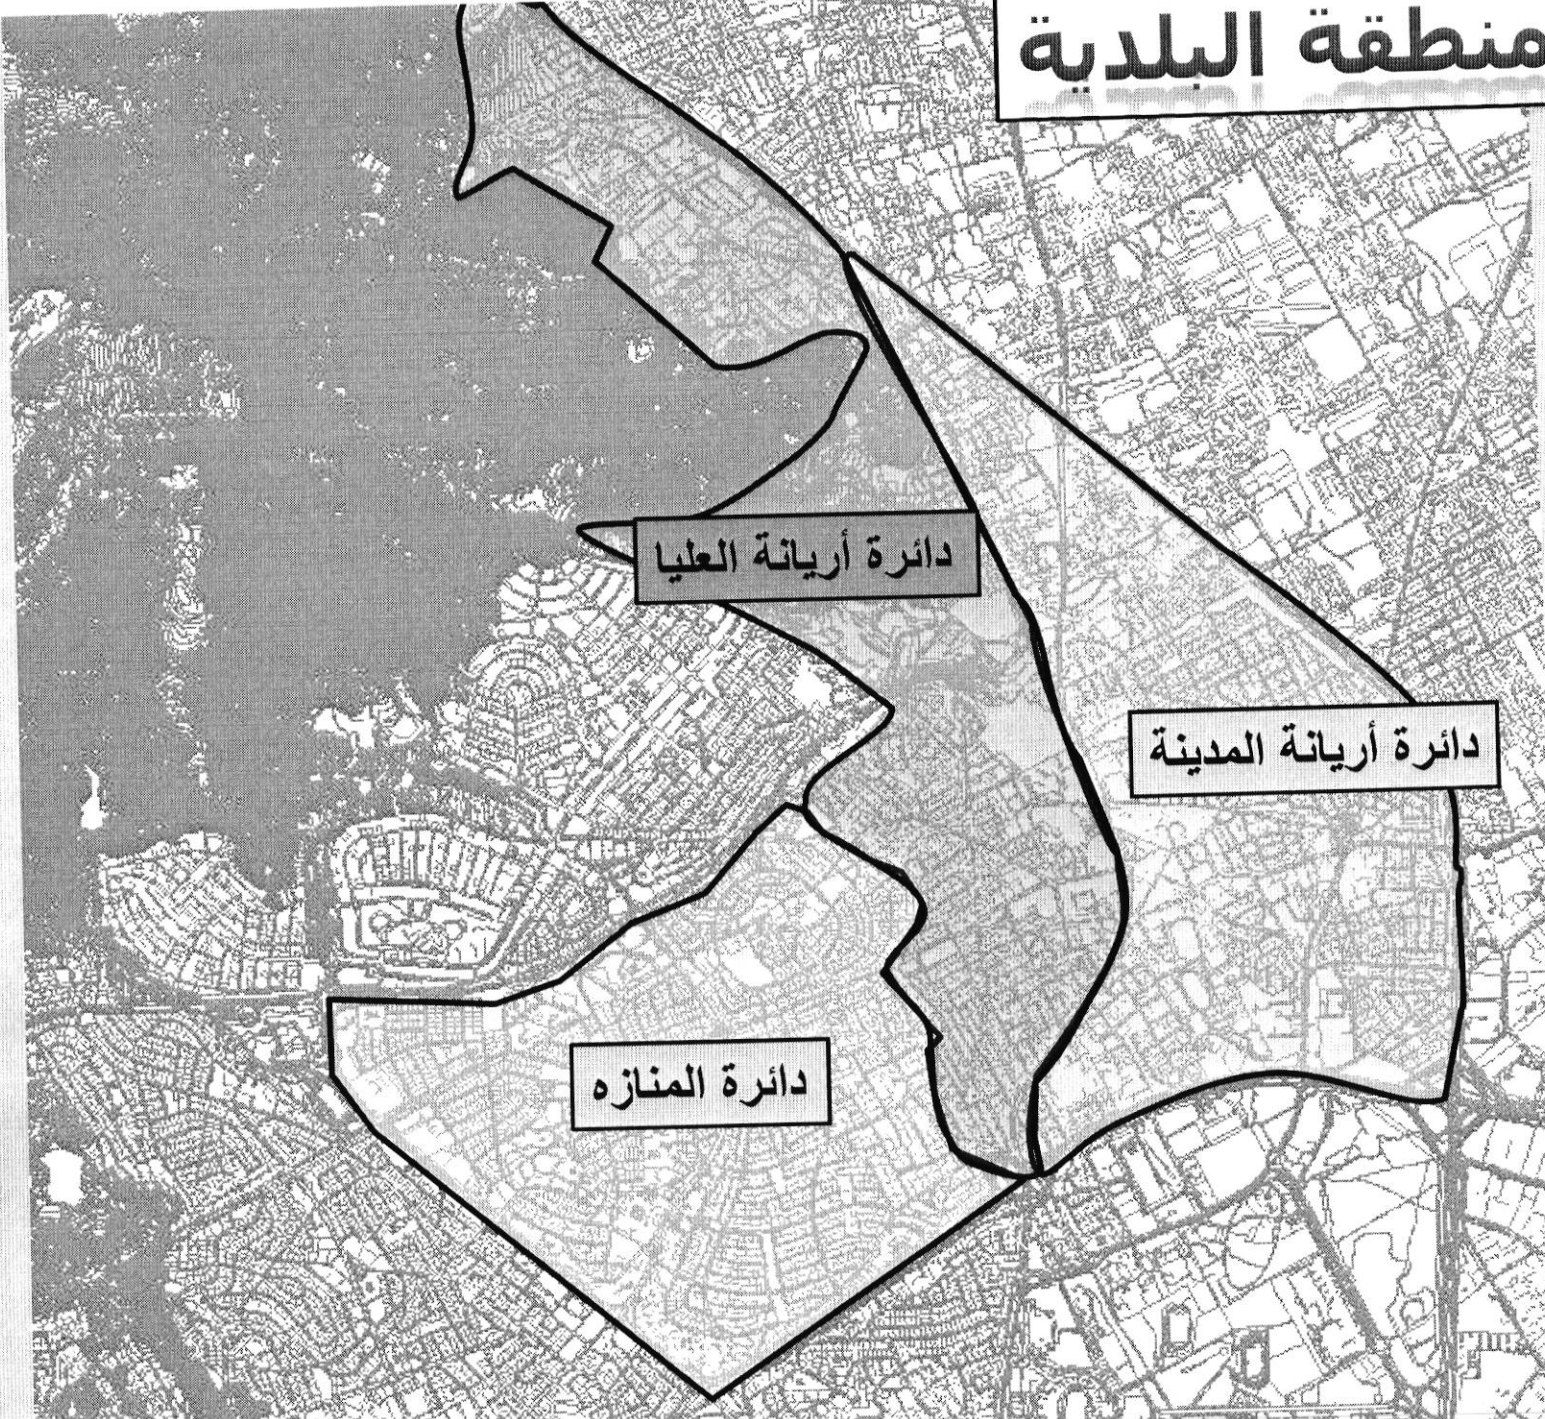 منطقة البلدية
دائرة أريانة العليا
دائرة أريانة المدينة
دائرة المنازه